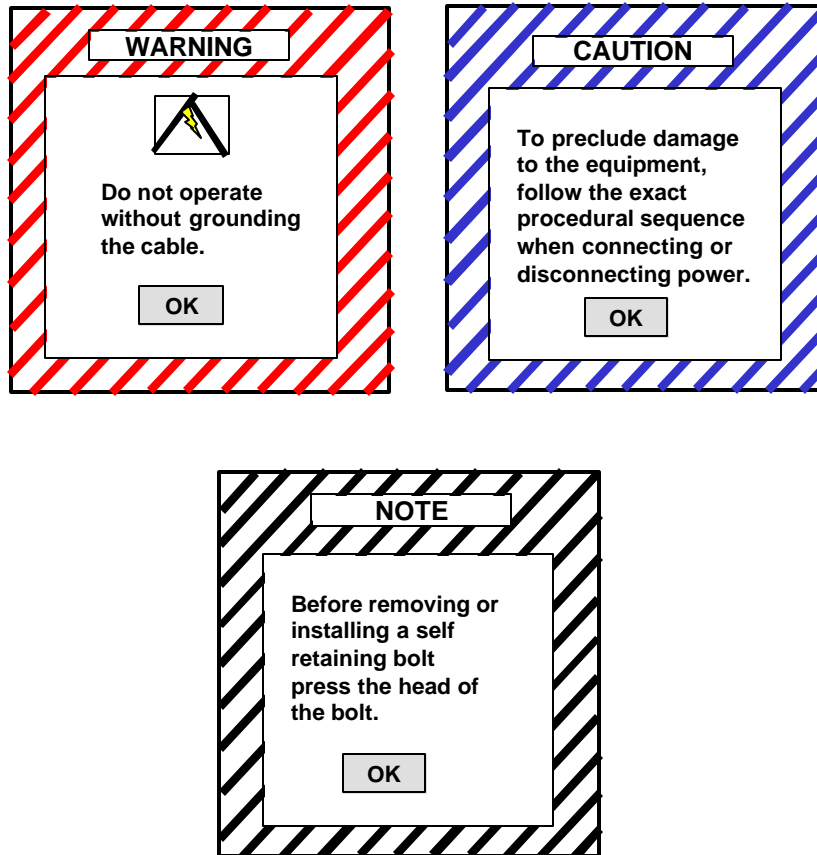 WARNING
Do not operate
without grounding
the cable.
OK
CAUTION
To preclude damage
to the equipment,
follow the exact
procedural sequence
when connecting or
disconnecting power.
OK
NOTE
Before removing or
installing a self
retaining bolt
press the head of
the bolt.
OK